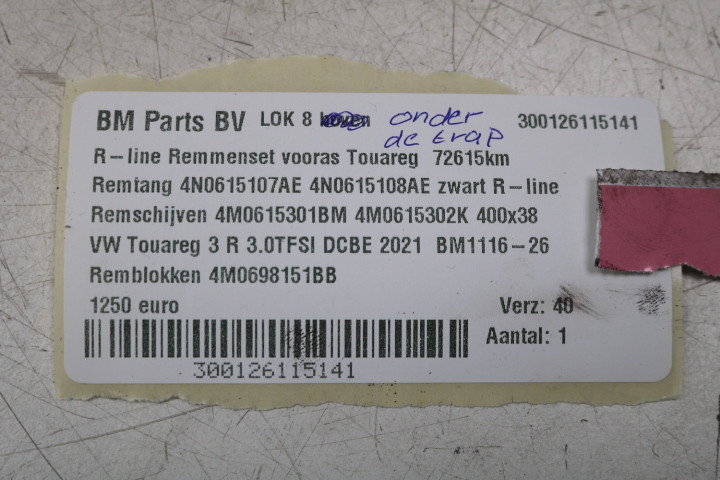 BM Parts BV LOK 8 boven onder 300126115141
de trap
R-line Remmenset vooras Touareg 72615km
Remtang 4N0615107AE 4N0615108AE zwart R-line
Remschijven 4M0615301BM 4M0615302K 400x38
VW Touareg 3 R 3.0TFSI DCBE 2021 BM1116-26
Remblokken 4M0698151BB
1250 euro Verz: 40
Aantal: 1
300126115141